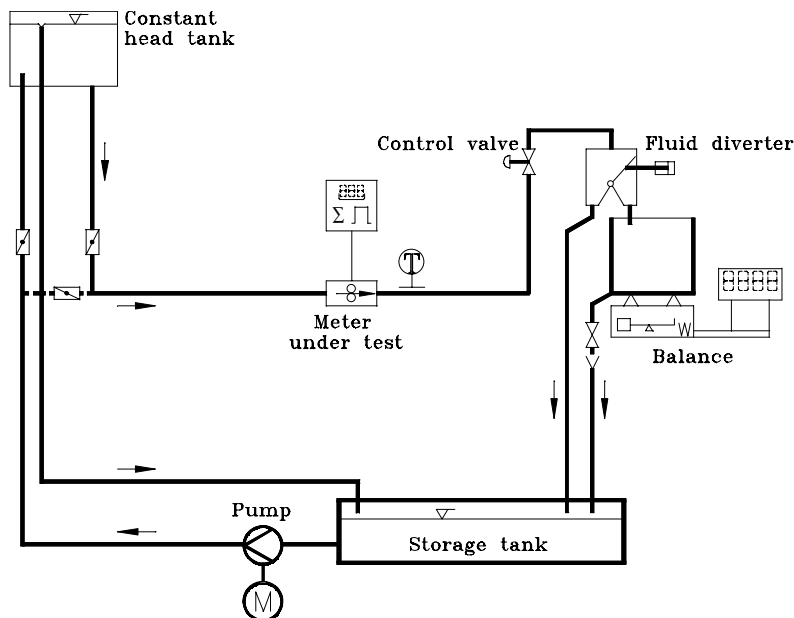 Constant
head tank
Control valve
Fluid diverter
Σ
T
Meter
under test
W
Balance
Pump
Storage tank
M